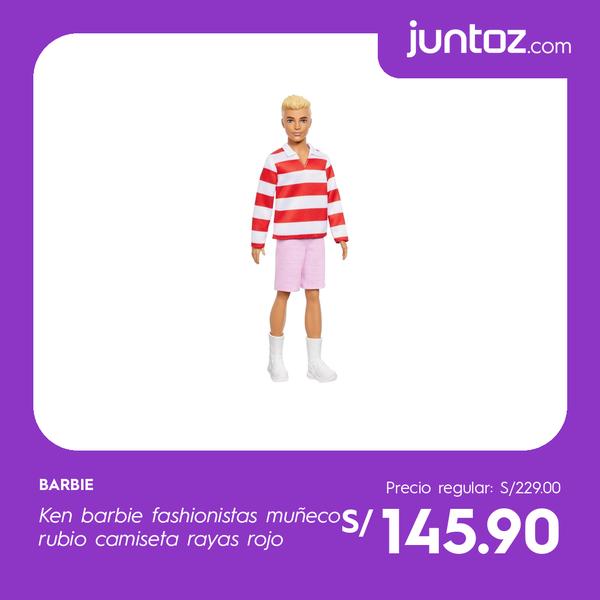 juntoz.com
BARBIE
Ken barbie fashionistas muñeco
rubio camiseta rayas rojo
Precio regular: S/229.00
S/145.90